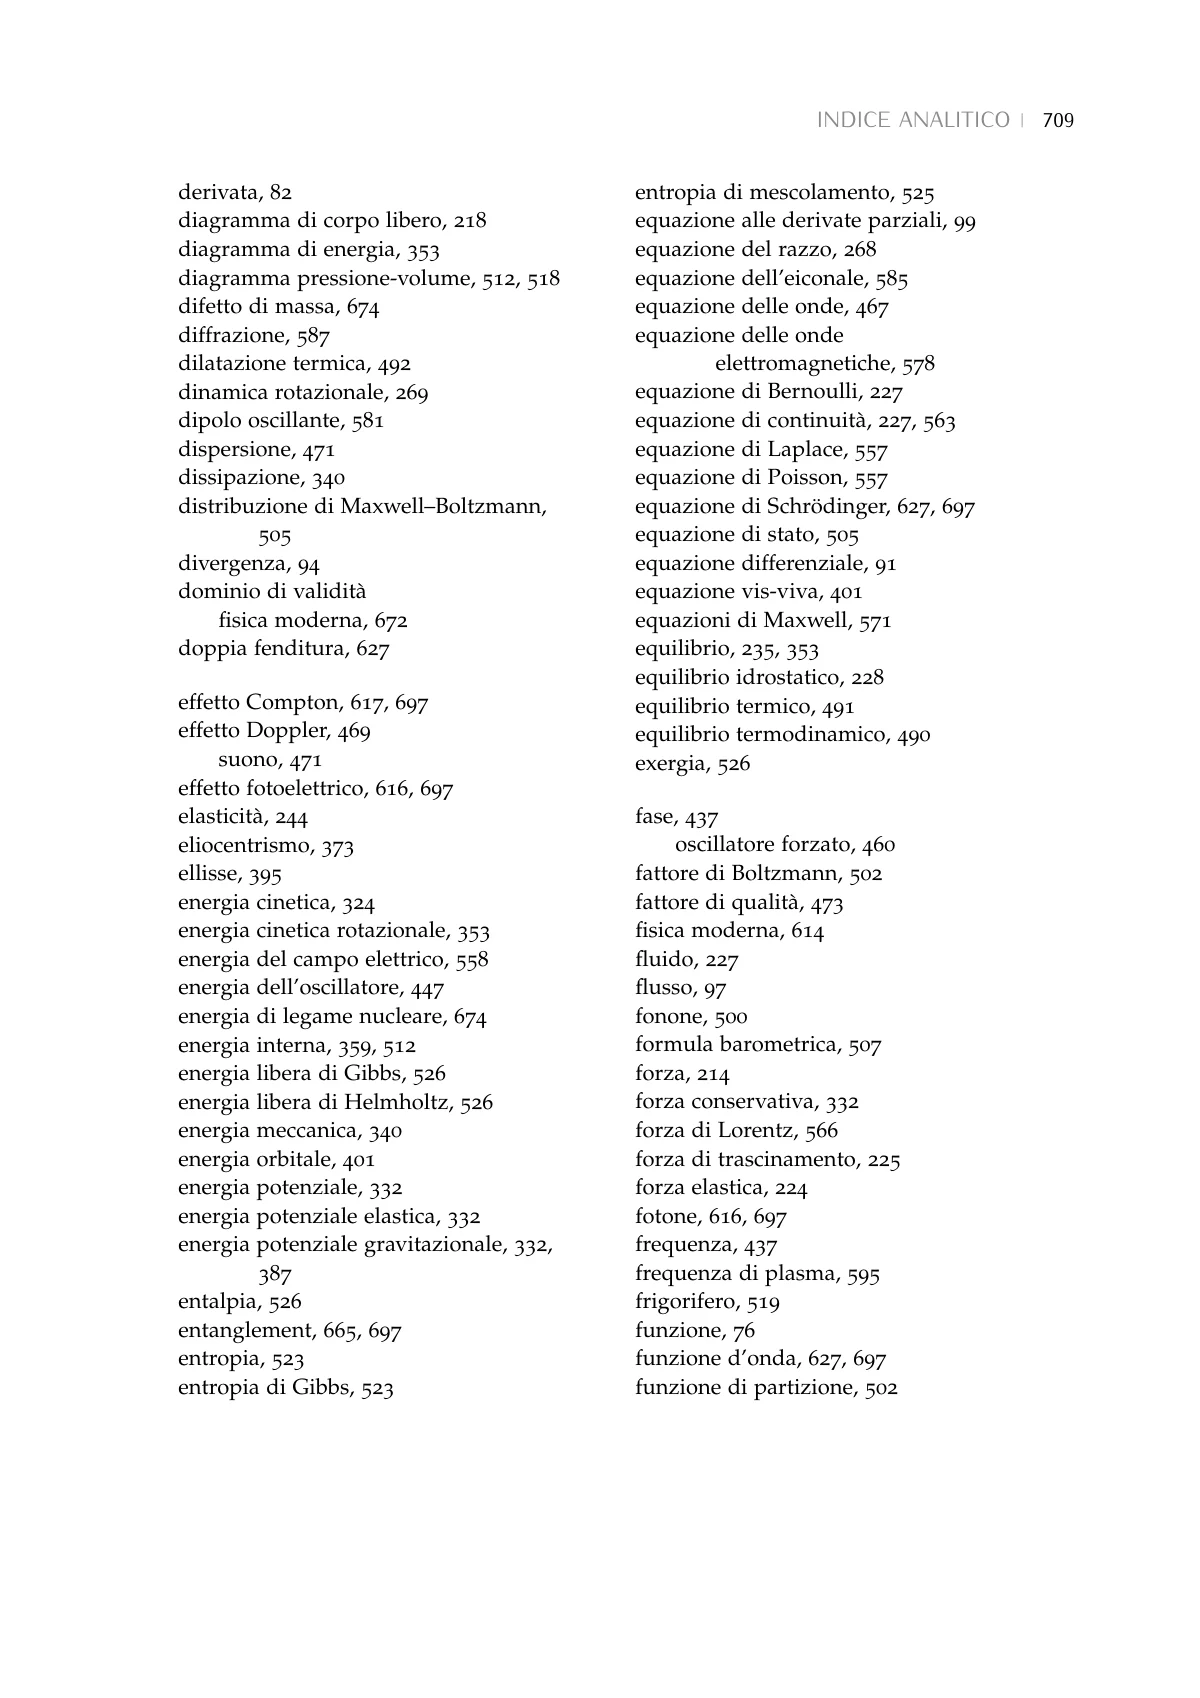 INDICE ANALITICO | 709
derivata, 82
diagramma di corpo libero, 218
diagramma di energia, 353
diagramma pressione-volume, 512, 518
difetto di massa, 674
diffrazione, 587
dilatazione termica, 492
dinamica rotazionale, 269
dipolo oscillante, 581
dispersione, 471
dissipazione, 340
distribuzione di Maxwell–Boltzmann,
505
divergenza, 94
dominio di validità
fisica moderna, 672
doppia fenditura, 627
effetto Compton, 617, 697
effetto Doppler, 469
suono, 471
effetto fotoelettrico, 616, 697
elasticità, 244
eliocentrismo, 373
ellisse, 395
energia cinetica, 324
energia cinetica rotazionale, 353
energia del campo elettrico, 558
energia dell'oscillatore, 447
energia di legame nucleare, 674
energia interna, 359, 512
energia libera di Gibbs, 526
energia libera di Helmholtz, 526
energia meccanica, 340
energia orbitale, 401
energia potenziale, 332
energia potenziale elastica, 332
energia potenziale gravitazionale, 332,
387
entalpia, 526
entanglement, 665, 697
entropia, 523
entropia di Gibbs, 523
entropia di mescolamento, 525
equazione alle derivate parziali, 99
equazione del razzo, 268
equazione dell'eiconale, 585
equazione delle onde, 467
equazione delle onde
elettromagnetiche, 578
equazione di Bernoulli, 227
equazione di continuità, 227, 563
equazione di Laplace, 557
equazione di Poisson, 557
equazione di Schrödinger, 627, 697
equazione di stato, 505
equazione differenziale, 91
equazione vis-viva, 401
equazioni di Maxwell, 571
equilibrio, 235, 353
equilibrio idrostatico, 228
equilibrio termico, 491
equilibrio termodinamico, 490
exergia, 526
fase, 437
oscillatore forzato, 460
fattore di Boltzmann, 502
fattore di qualità, 473
fisica moderna, 614
fluido, 227
flusso, 97
fonone, 500
formula barometrica, 507
forza, 214
forza conservativa, 332
forza di Lorentz, 566
forza di trascinamento, 225
forza elastica, 224
fotone, 616, 697
frequenza, 437
frequenza di plasma, 595
frigorifero, 519
funzione, 76
funzione d'onda, 627, 697
funzione di partizione, 502